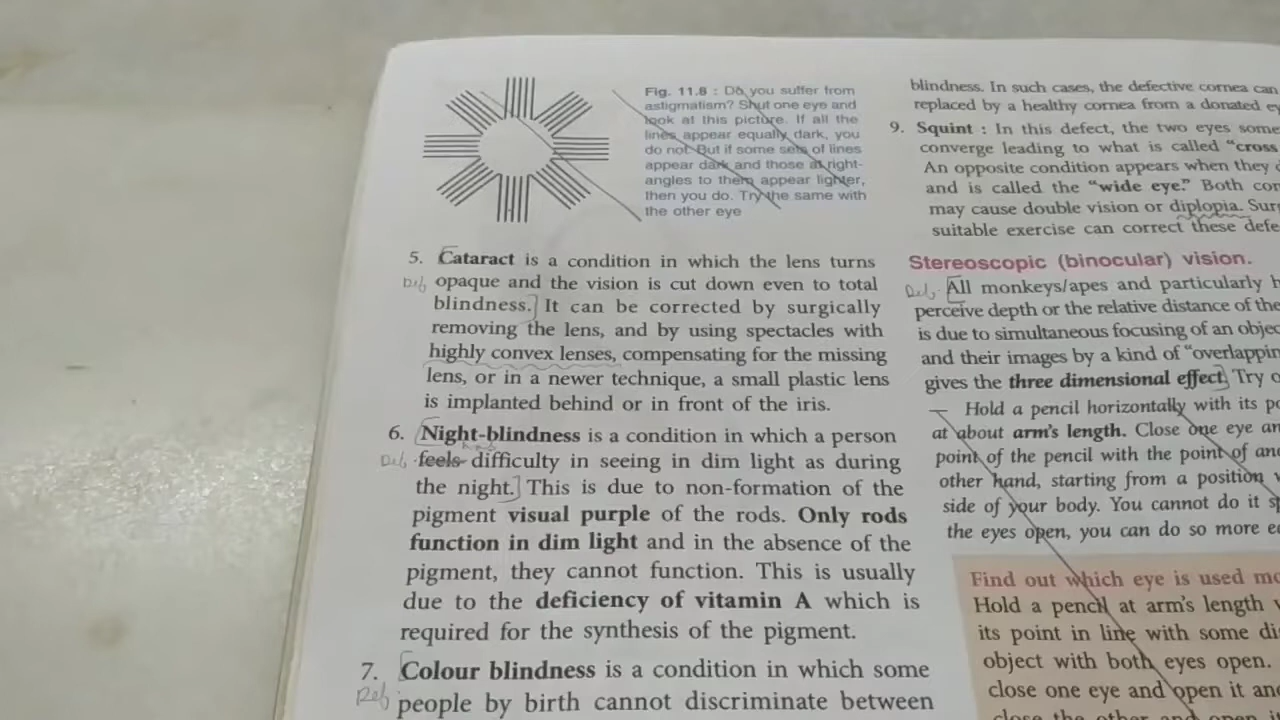 Fig. 11.8 : Do you suffer from
astigmatism? Shut one eye and
look at this picture. If all the
lines appear equally dark, you
do not. But if some sets of lines
appear dark and those at right-
angles to them appear lighter,
then you do. Try the same with
the other eye
5. Cataract is a condition in which the lens turns
Def. opaque and the vision is cut down even to total
blindness.] It can be corrected by surgically
removing the lens, and by using spectacles with
highly convex lenses, compensating for the missing
lens, or in a newer technique, a small plastic lens
is implanted behind or in front of the iris.
6. [Night-blindness is a condition in which a person
Def. feels difficulty in seeing in dim light as during
the night.] This is due to non-formation of the
pigment visual purple of the rods. Only rods
function in dim light and in the absence of the
pigment, they cannot function. This is usually
due to the deficiency of vitamin A which is
required for the synthesis of the pigment.
7. [Colour blindness is a condition in which some
Def people by birth cannot discriminate between
blindness. In such cases, the defective cornea can
replaced by a healthy cornea from a donated
9. Squint : In this defect, the two eyes some
converge leading to what is called "cross
An opposite condition appears when they
and is called the "wide eye." Both
may cause double vision or diplopia.
suitable exercise can correct these
Stereoscopic (binocular) vision.
Def. [All monkeys/apes and particularly
perceive depth or the relative distance of the
is due to simultaneous focusing of an
and their images by a kind of
gives the three dimensional effect.] Try
Hold a pencil horizontally with its
at about arm's length. Close one eye
point of the pencil with the point of
other hand, starting from a position
side of your body. You cannot do it
the eyes open, you can do so more
Find out which eye is used
Hold a pencil at arm's length
its point in line with some
object with both eyes open.
close one eye and open it
close the other and open